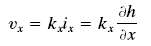 v_x = k_x i_x = k_x ∂h/∂x